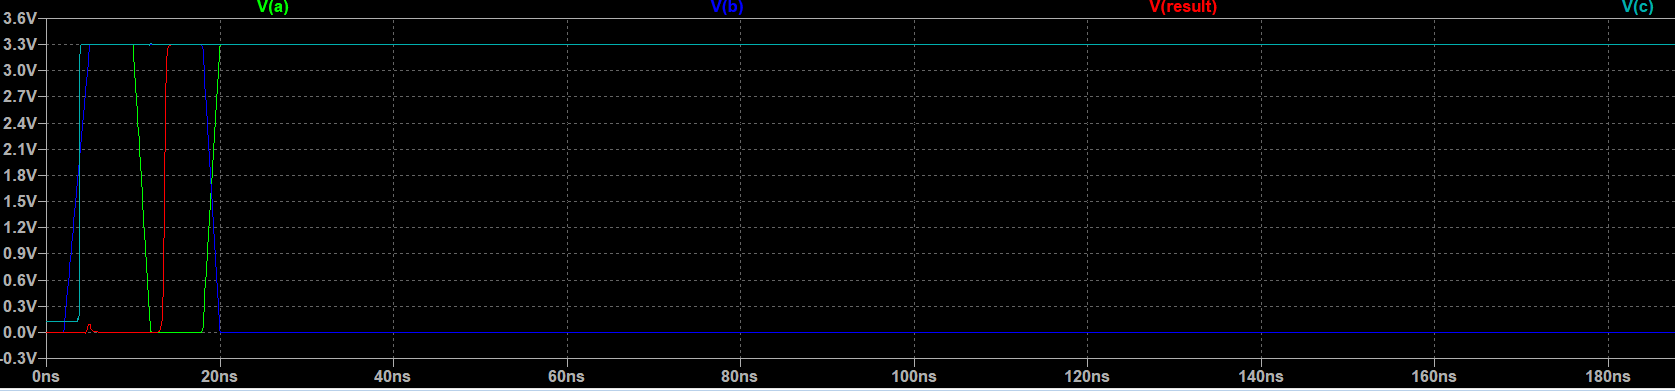 V(a) V(b) V(result) V(c)
3.6V
3.3V
3.0V
2.7V
2.4V
2.1V
1.8V
1.5V
1.2V
0.9V
0.6V
0.3V
0.0V
-0.3V
0ns 20ns 40ns 60ns 80ns 100ns 120ns 140ns 160ns 180ns